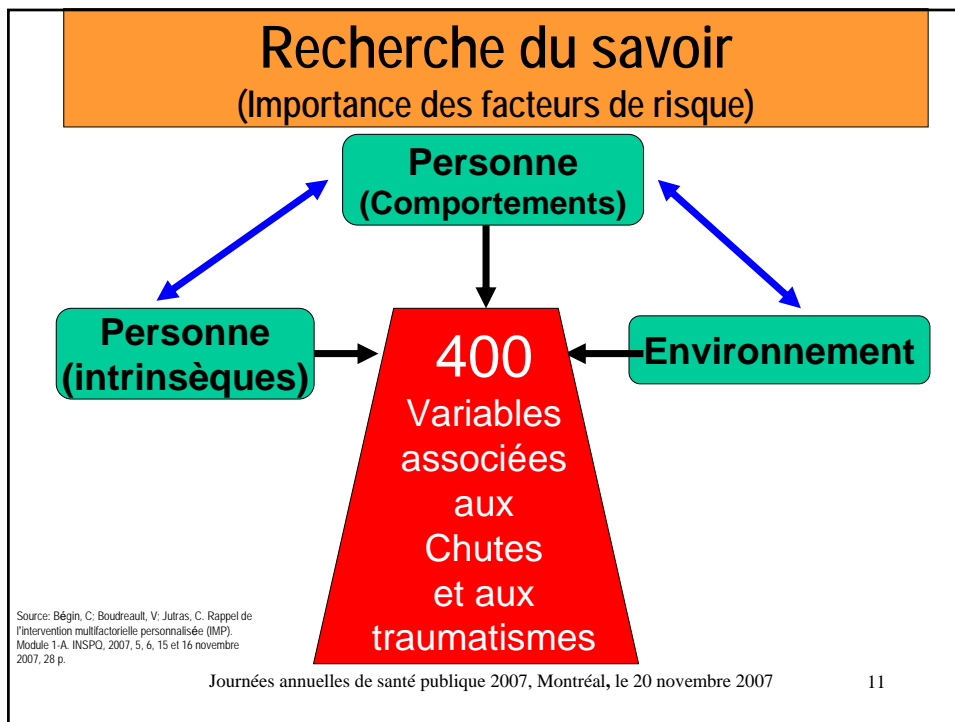 Recherche du savoir
(Importance des facteurs de risque)
Personne
(Comportements)
Personne
(intrinsèques)
Environnement
400
Variables
associées
aux
Chutes
et aux
traumatismes
Source: Bégin, C; Boudreault, V; Jutras, C. Rappel de
l'intervention multifactorielle personnalisée (IMP).
Module 1-A. INSPQ, 2007, 5, 6, 15 et 16 novembre
2007, 28 p.
Journées annuelles de santé publique 2007, Montréal, le 20 novembre 2007
11